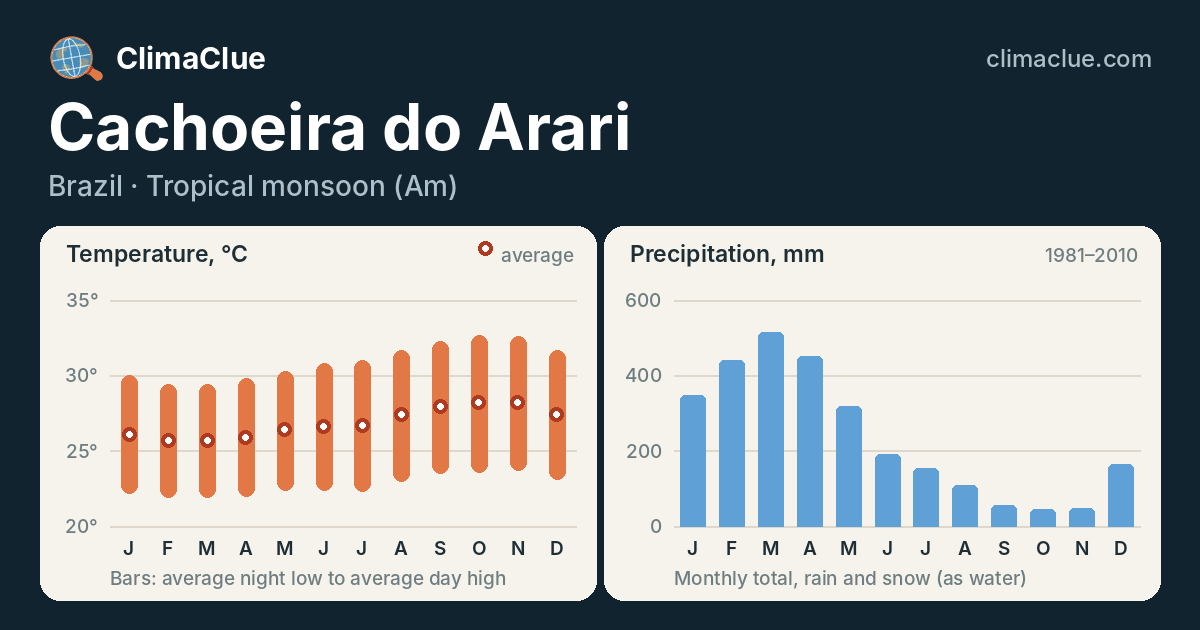 ClimaClue
climaclue.com
Cachoeira do Arari
Brazil · Tropical monsoon (Am)
Temperature, °C
average
35°
30°
25°
20°
J F M A M J J A S O N D
Bars: average night low to average day high
Precipitation, mm
1981–2010
600
400
200
0
J F M A M J J A S O N D
Monthly total, rain and snow (as water)